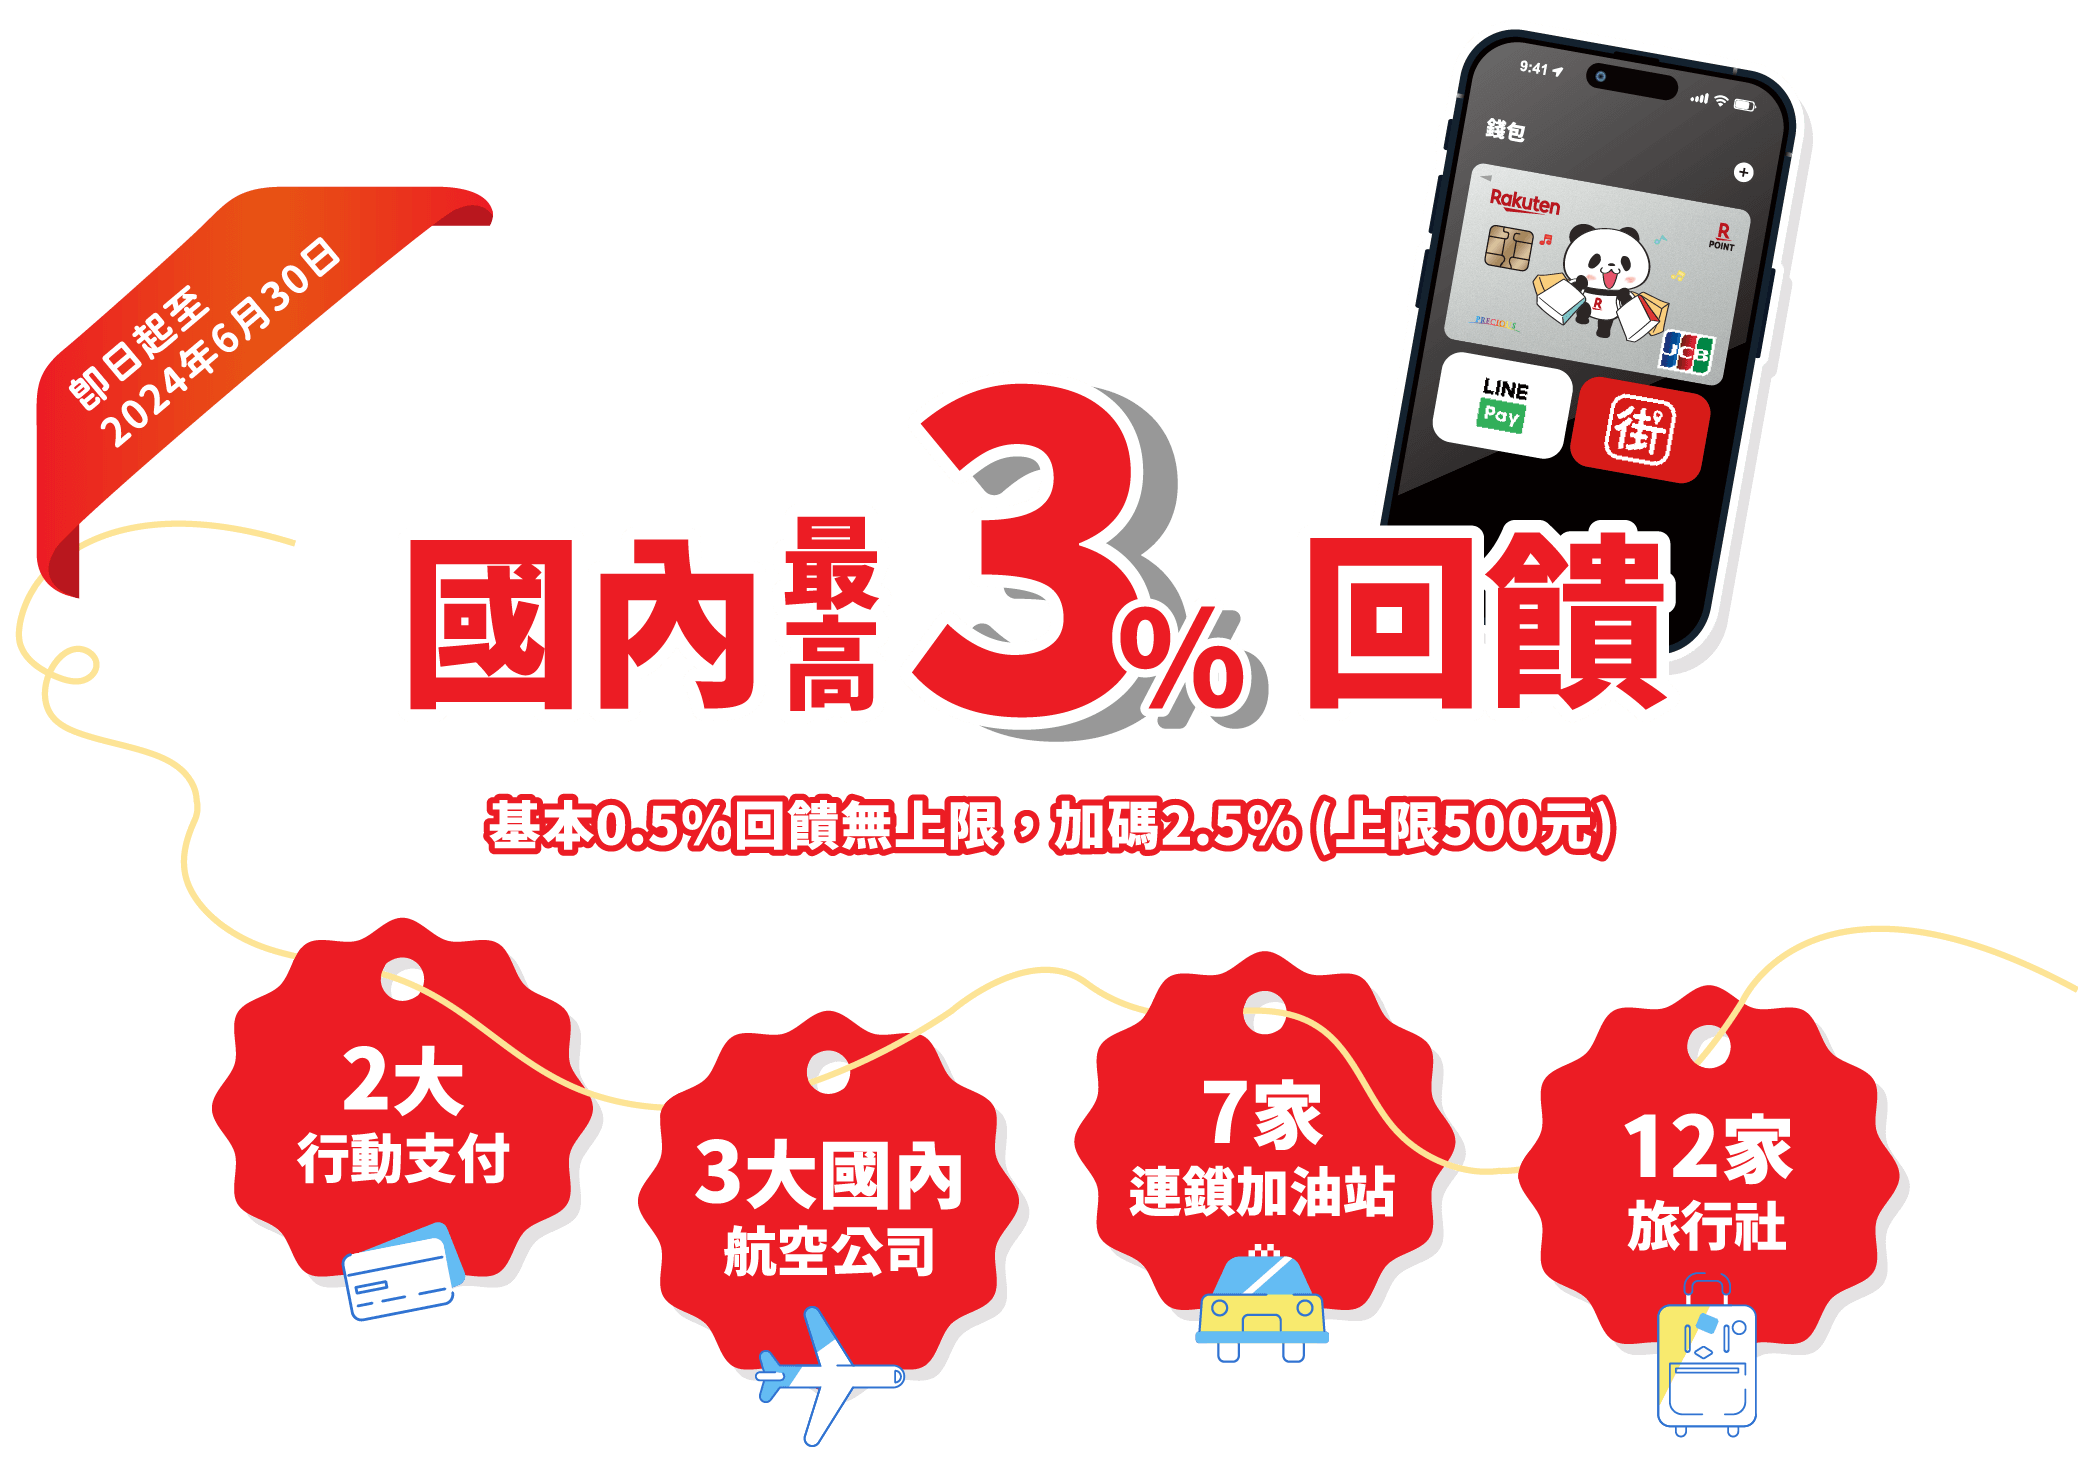 即日起至
2024年6月30日
9:41
錢包
Rakuten
R
POINT
R
PRECIOUS
JCB
LINE
Pay
街
國內最高3%回饋
基本0.5%回饋無上限，加碼2.5%(上限500元)
2大
行動支付
3大國內
航空公司
7家
連鎖加油站
12家
旅行社